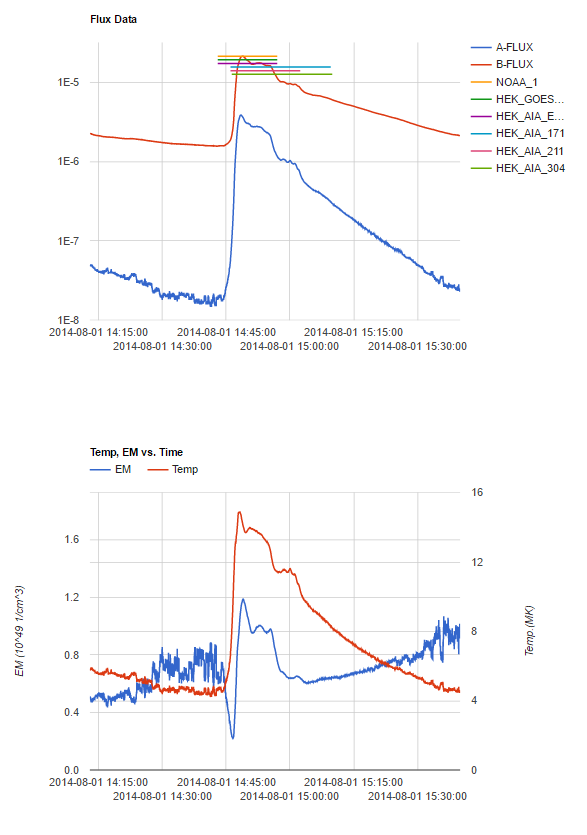 Flux Data
A-FLUX
B-FLUX
NOAA_1
HEK_GOES...
HEK_AIA_E...
HEK_AIA_171
HEK_AIA_211
HEK_AIA_304
1E-5
1E-6
1E-7
1E-8
2014-08-01 14:15:00 2014-08-01 14:45:00 2014-08-01 15:15:00
2014-08-01 14:30:00 2014-08-01 15:00:00 2014-08-01 15:30:00
Temp, EM vs. Time
EM Temp
16
1.6
12
1.2
8
0.8
4
0.4
0.0 0
EM (10^49 1/cm^3)
Temp (MK)
2014-08-01 14:15:00 2014-08-01 14:45:00 2014-08-01 15:15:00
2014-08-01 14:30:00 2014-08-01 15:00:00 2014-08-01 15:30:00